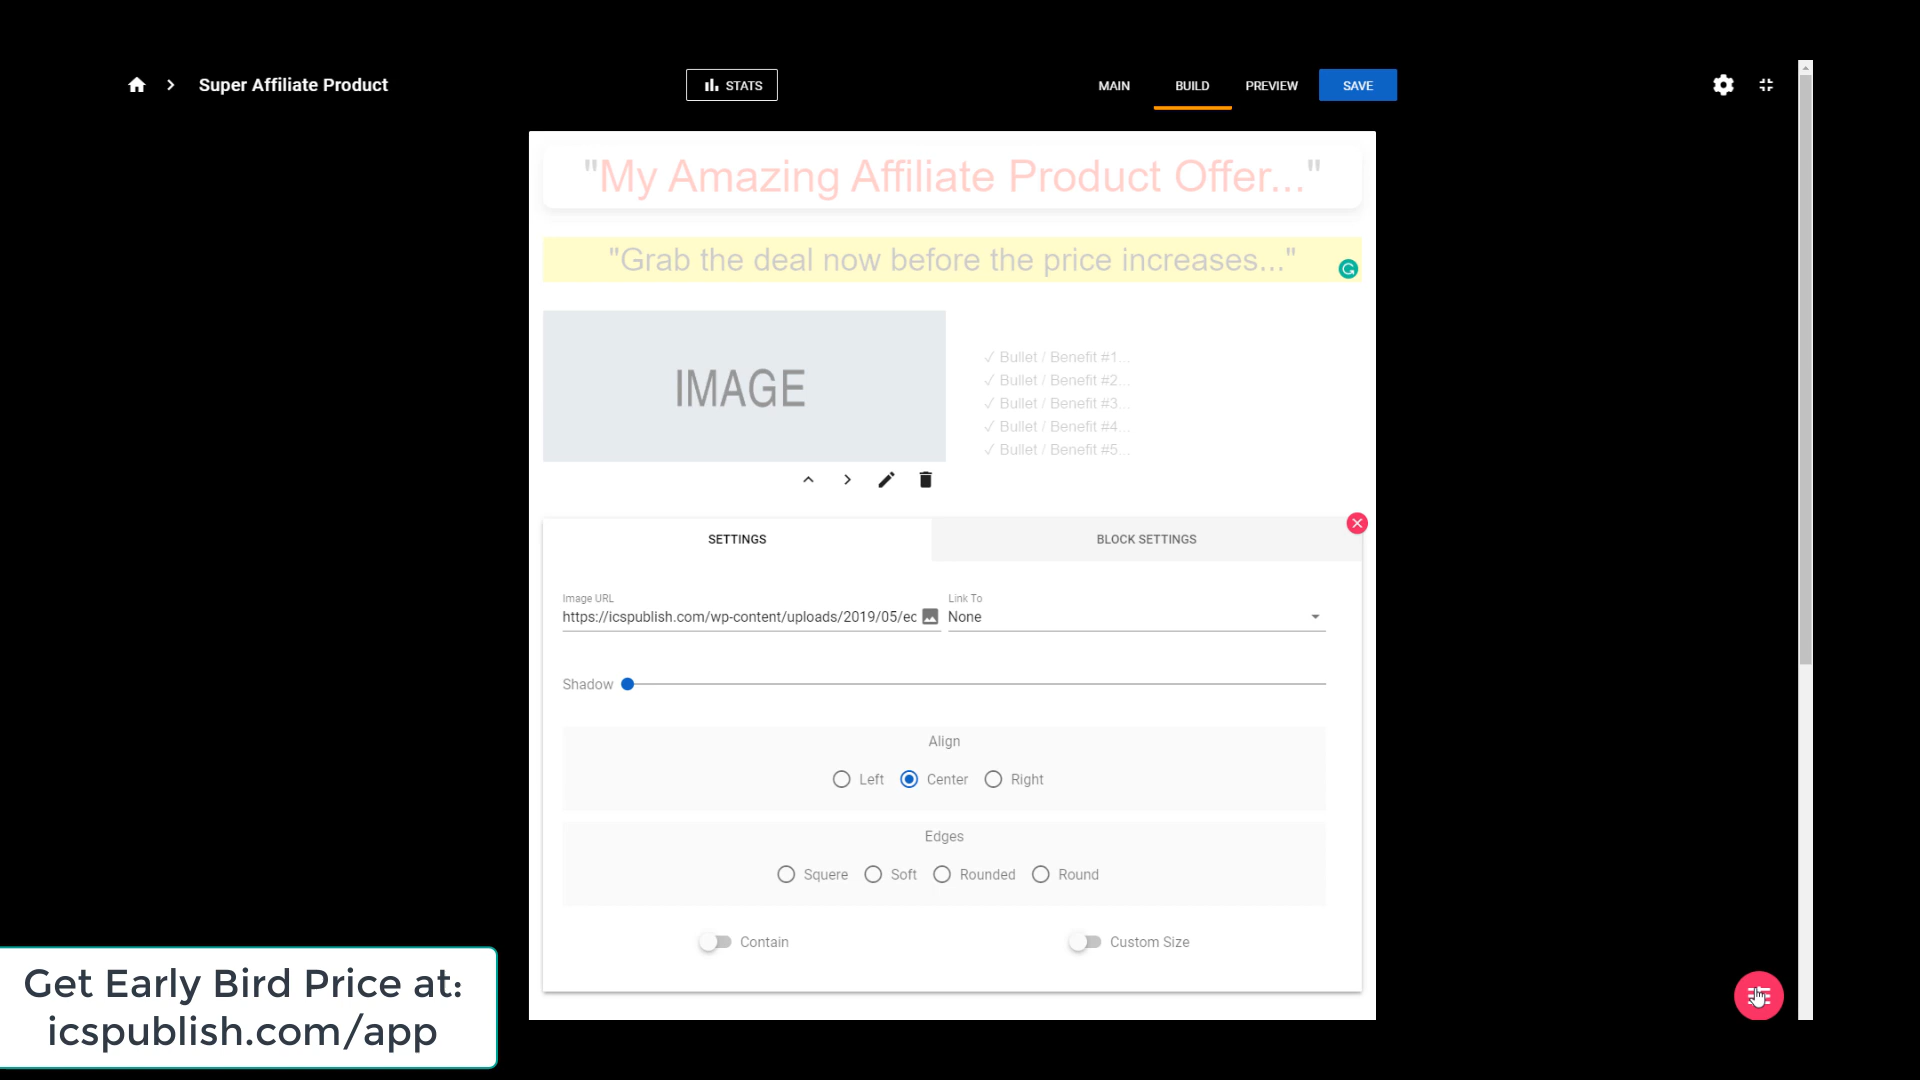 Super Affiliate Product
STATS
MAIN
BUILD
PREVIEW
SAVE
"My Amazing Affiliate Product Offer..."
"Grab the deal now before the price increases..."
IMAGE
✓ Bullet / Benefit #1...
✓ Bullet / Benefit #2...
✓ Bullet / Benefit #3...
✓ Bullet / Benefit #4...
✓ Bullet / Benefit #5...
SETTINGS
BLOCK SETTINGS
Image URL
https://icspublish.com/wp-content/uploads/2019/05/ec
Link To
None
Shadow
Align
Left
Center
Right
Edges
Squere
Soft
Rounded
Round
Contain
Custom Size
Get Early Bird Price at:
icspublish.com/app